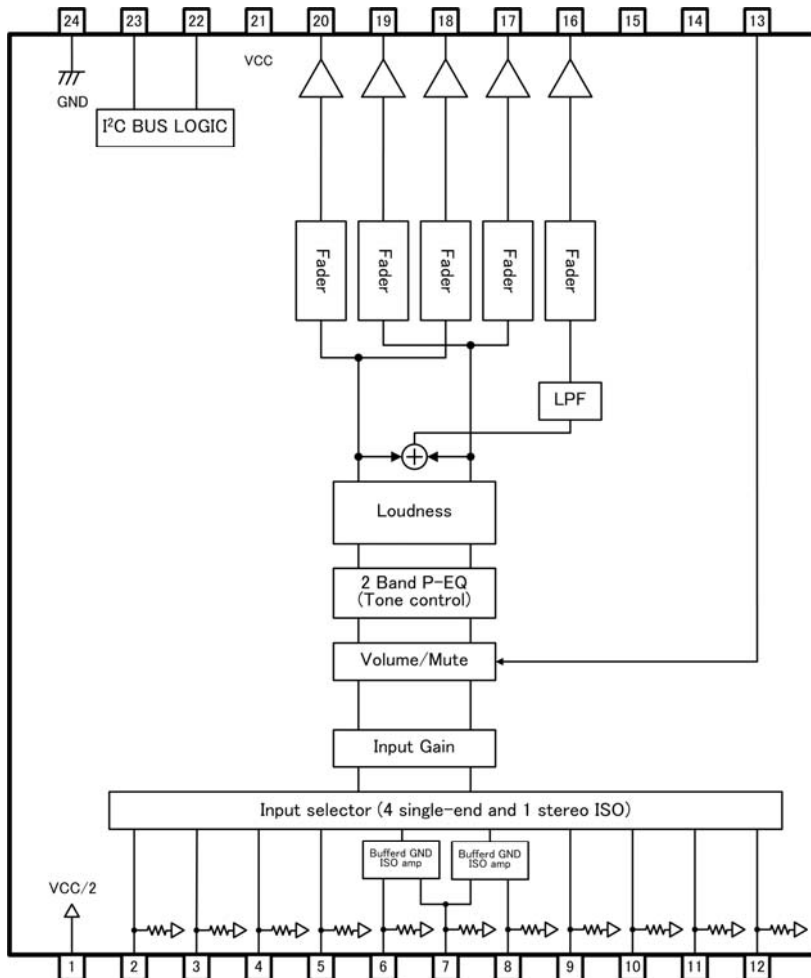 24 23 22 21 20 19 18 17 16 15 14 13
VCC
GND
I²C BUS LOGIC
Fader Fader Fader Fader Fader
LPF
Loudness
2 Band P-EQ
(Tone control)
Volume/Mute
Input Gain
Input selector (4 single-end and 1 stereo ISO)
Bufferd GND
ISO amp
Bufferd GND
ISO amp
VCC/2
1 2 3 4 5 6 7 8 9 10 11 12